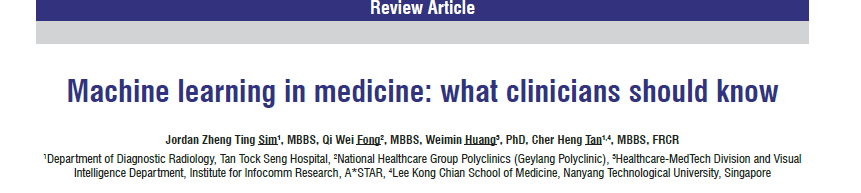 Review Article
Machine learning in medicine: what clinicians should know
Jordan Zheng Ting Sim¹, MBBS, Qi Wei Fong², MBBS, Weimin Huang³, PhD, Cher Heng Tan¹,⁴, MBBS, FRCR
¹Department of Diagnostic Radiology, Tan Tock Seng Hospital, ²National Healthcare Group Polyclinics (Geylang Polyclinic), ³Healthcare-MedTech Division and Visual
Intelligence Department, Institute for Infocomm Research, A*STAR, ⁴Lee Kong Chian School of Medicine, Nanyang Technological University, Singapore